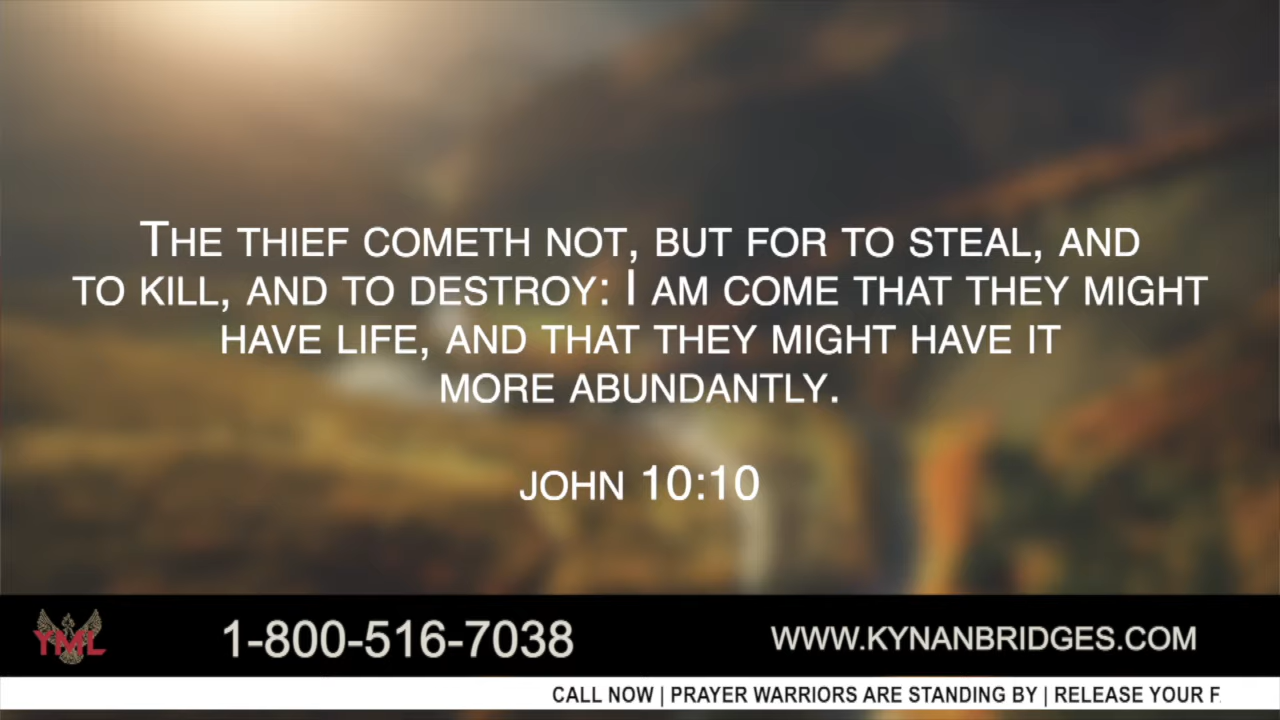 THE THIEF COMETH NOT, BUT FOR TO STEAL, AND
TO KILL, AND TO DESTROY: I AM COME THAT THEY MIGHT
HAVE LIFE, AND THAT THEY MIGHT HAVE IT
MORE ABUNDANTLY.
JOHN 10:10
YML
1-800-516-7038
WWW.KYNANBRIDGES.COM
CALL NOW | PRAYER WARRIORS ARE STANDING BY | RELEASE YOUR